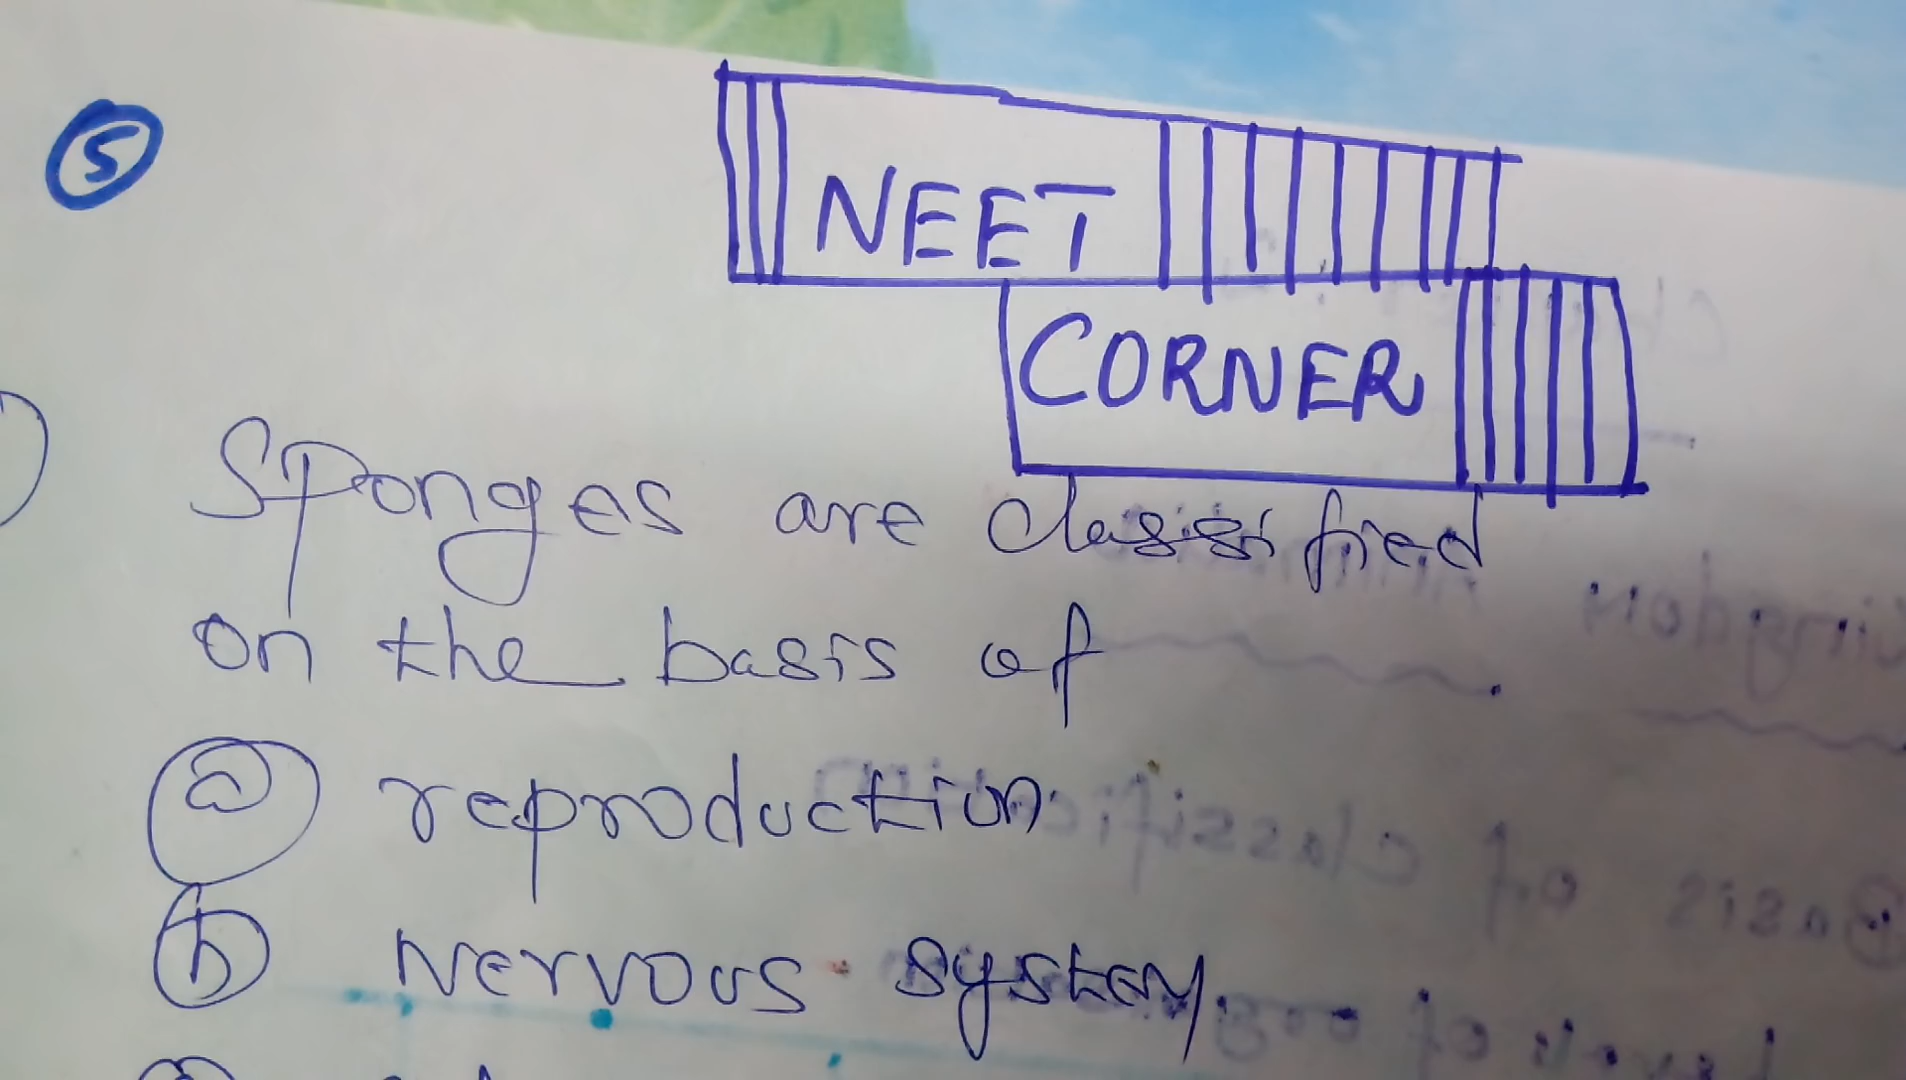 5
NEET
CORNER
Sponges are classified
on the basis of
a reproduction
b Nervous system